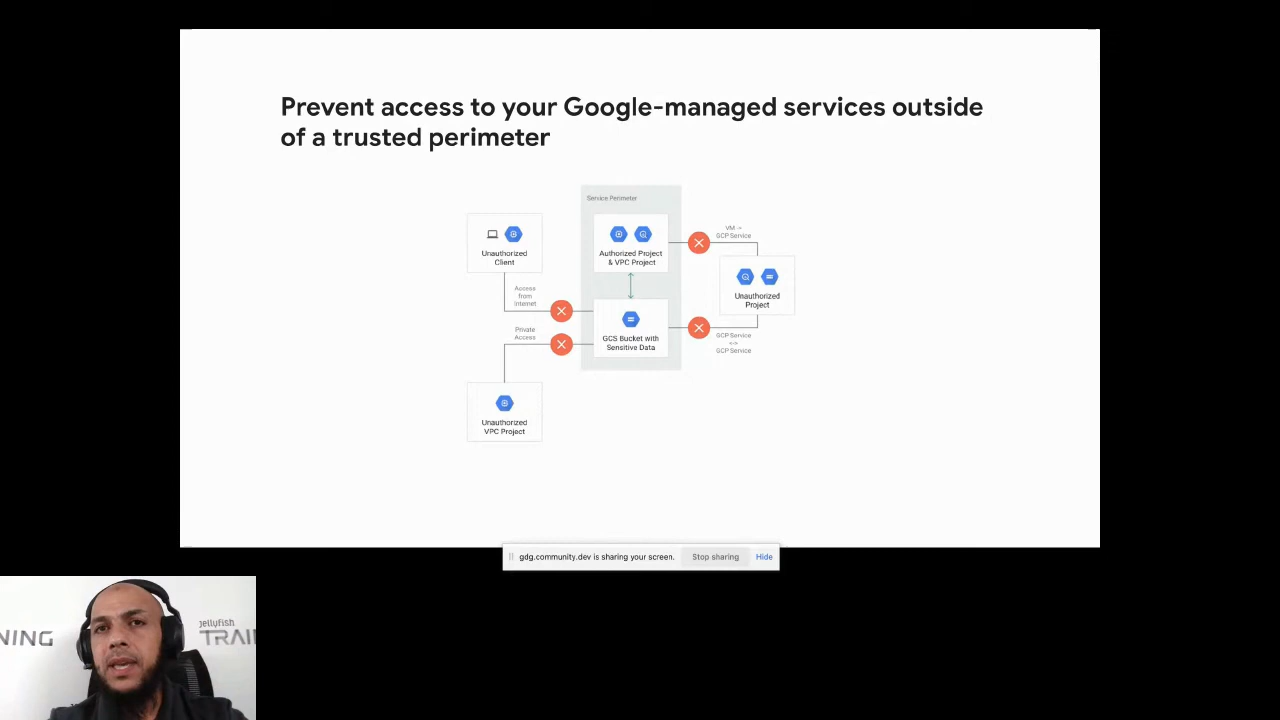 Prevent access to your Google-managed services outside
of a trusted perimeter
Service Perimeter
Unauthorized
Client
Authorized Project
& VPC Project
VM ->
GCP Service
Unauthorized
Project
Access
from
Internet
Private
Access
GCS Bucket with
Sensitive Data
GCP Service
<->
GCP Service
Unauthorized
VPC Project
gdg.community.dev is sharing your screen.
Stop sharing
Hide
NING
jellyfish
TRAI